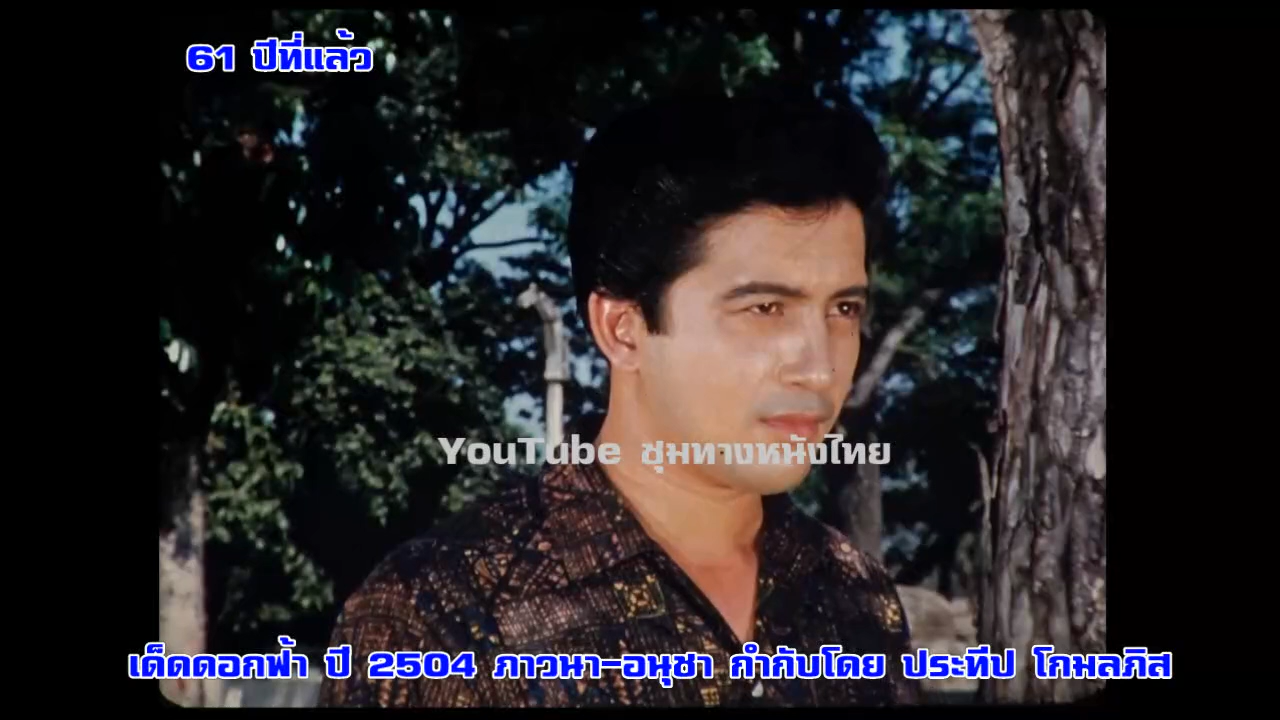 61 ปีที่แล้ว
YouTube ชุมทางหนังไทย
เด็ดดอกฟ้า ปี 2504 ภาวนา-อนุชา กำกับโดย ประทีป โกมลภิส